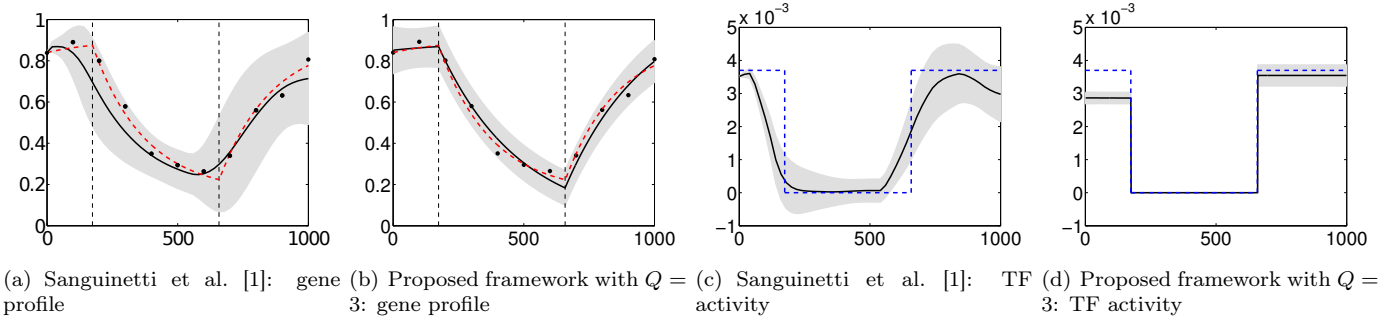 1
0.8
0.6
0.4
0.2
0
0 500 1000
1
0.8
0.6
0.4
0.2
0
0 500 1000
5 x 10−3
4
3
2
1
0
−1
0 500 1000
5 x 10−3
4
3
2
1
0
−1
0 500 1000
(a) Sanguinetti et al. [1]: gene
profile
(b) Proposed framework with Q =
3: gene profile
(c) Sanguinetti et al. [1]: TF
activity
(d) Proposed framework with Q =
3: TF activity